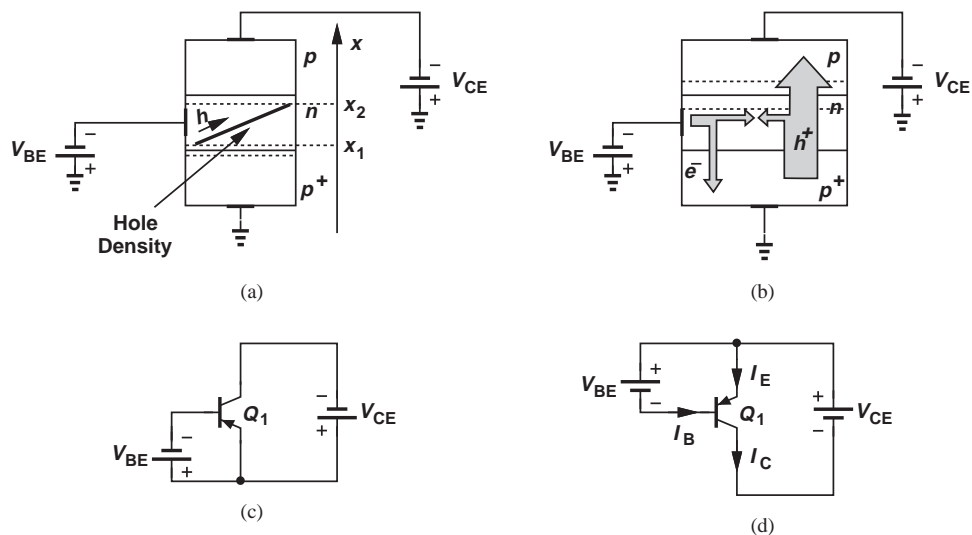 p
x
−
V_CE
+
n
x_2
h
−
V_BE
+
x_1
p^+
Hole
Density
(a)
p
−
V_CE
+
n
−
V_BE
+
h^+
e^−
p^+
(b)
−
V_CE
+
Q_1
−
V_BE
+
(c)
+
V_BE
−
I_E
Q_1
I_B
+
V_CE
−
I_C
(d)